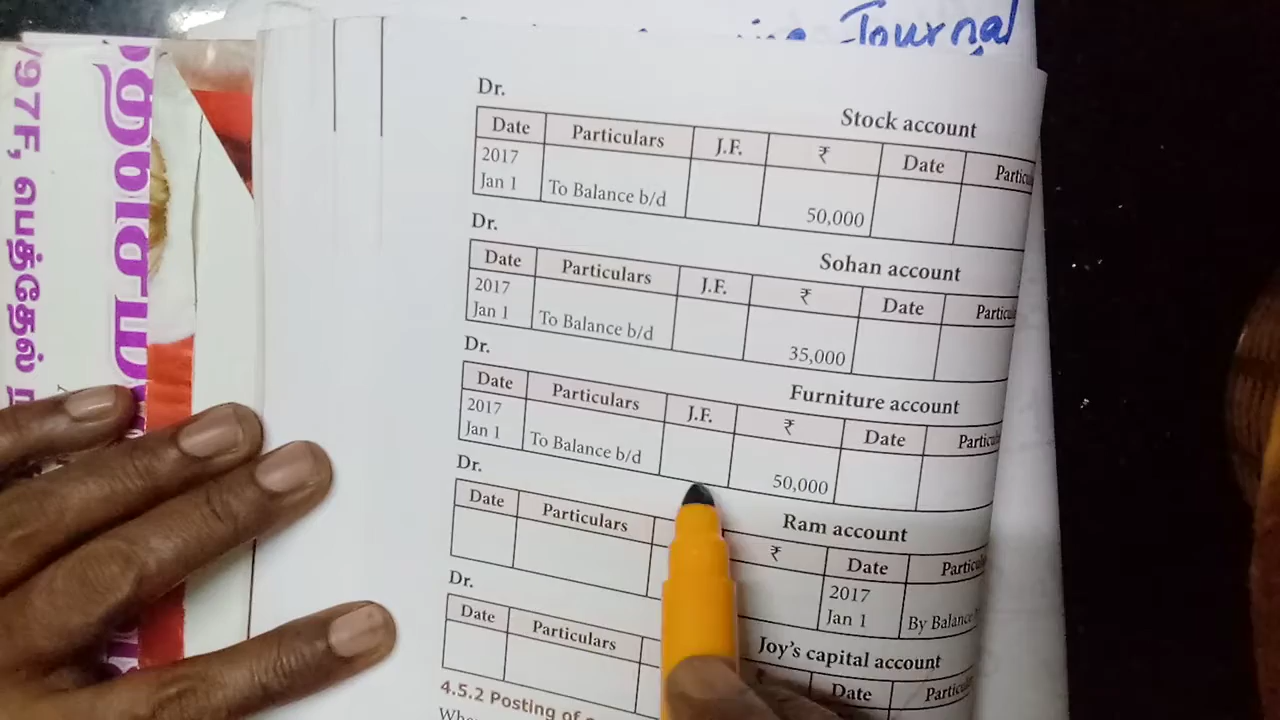 Journal
Dr.
Stock account
Date Particulars J.F. ₹ Date
2017
Jan 1 To Balance b/d 50,000
Dr.
Sohan account
Date Particulars J.F. ₹ Date
2017
Jan 1 To Balance b/d 35,000
Dr.
Furniture account
Date Particulars J.F. ₹ Date
2017
Jan 1 To Balance b/d 50,000
Dr.
Ram account
Date Particulars ₹ Date
2017
Jan 1 By Balance
Dr.
Joy's capital account
Date Particulars Date
4.5.2 Posting of
/97F,